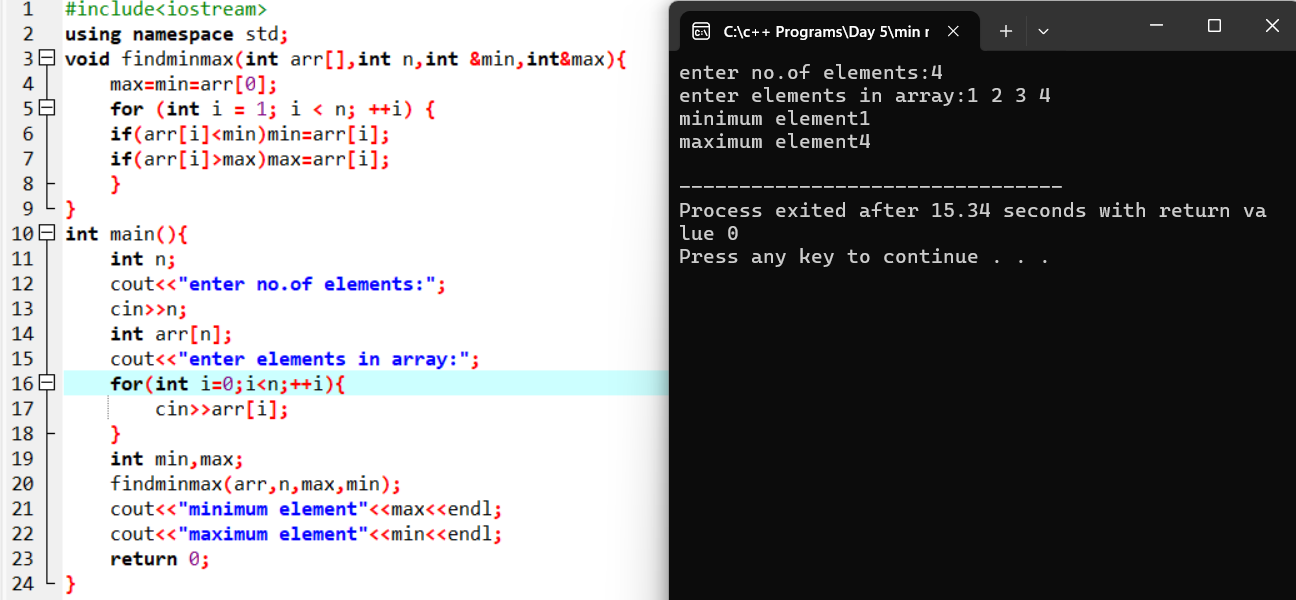 1 #include<iostream>
2 using namespace std;
3 void findminmax(int arr[],int n,int &min,int&max){
4 max=min=arr[0];
5 for (int i = 1; i < n; ++i) {
6 if(arr[i]<min)min=arr[i];
7 if(arr[i]>max)max=arr[i];
8 }
9 }
10 int main(){
11 int n;
12 cout<<"enter no.of elements:";
13 cin>>n;
14 int arr[n];
15 cout<<"enter elements in array:";
16 for(int i=0;i<n;++i){
17 cin>>arr[i];
18 }
19 int min,max;
20 findminmax(arr,n,max,min);
21 cout<<"minimum element"<<max<<endl;
22 cout<<"maximum element"<<min<<endl;
23 return 0;
24 }
C:\c++ Programs\Day 5\min r
enter no.of elements:4
enter elements in array:1 2 3 4
minimum element1
maximum element4
--------------------------------
Process exited after 15.34 seconds with return va
lue 0
Press any key to continue . . .